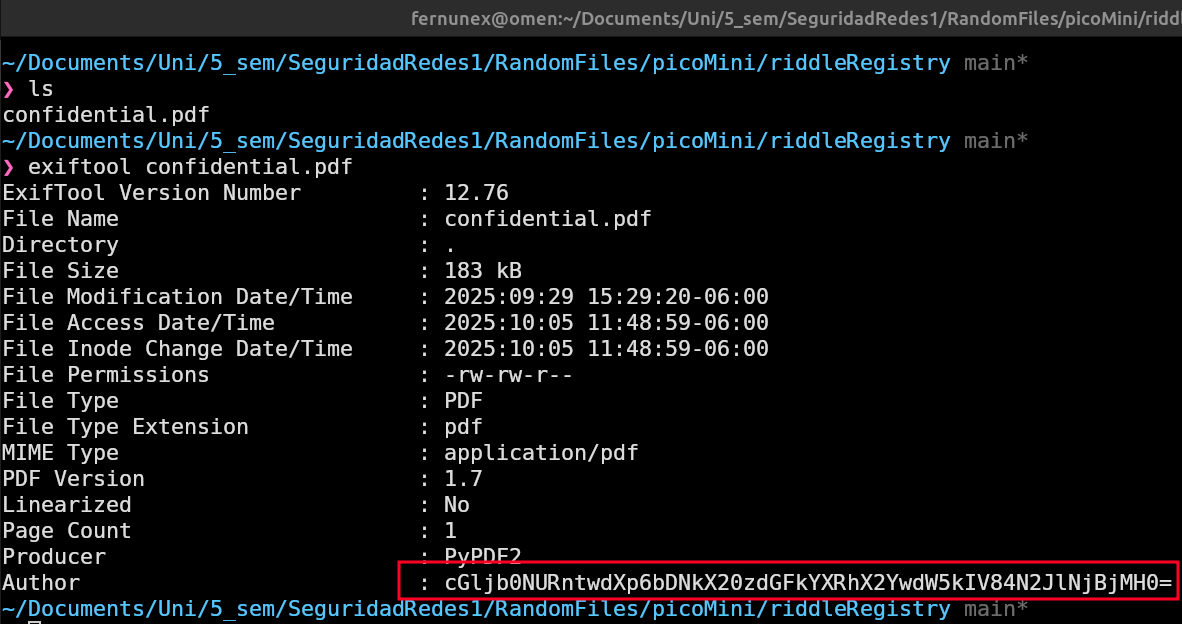 fernunex@omen:~/Documents/Uni/5_sem/SeguridadRedes1/RandomFiles/picoMini/riddl
~/Documents/Uni/5_sem/SeguridadRedes1/RandomFiles/picoMini/riddleRegistry main*
❯ ls
confidential.pdf
~/Documents/Uni/5_sem/SeguridadRedes1/RandomFiles/picoMini/riddleRegistry main*
❯ exiftool confidential.pdf
ExifTool Version Number : 12.76
File Name : confidential.pdf
Directory : .
File Size : 183 kB
File Modification Date/Time : 2025:09:29 15:29:20-06:00
File Access Date/Time : 2025:10:05 11:48:59-06:00
File Inode Change Date/Time : 2025:10:05 11:48:59-06:00
File Permissions : -rw-rw-r--
File Type : PDF
File Type Extension : pdf
MIME Type : application/pdf
PDF Version : 1.7
Linearized : No
Page Count : 1
Producer : PyPDF2
Author : cGljb0NURntwdXp6bDNkX20zdGFkYXRhX2YwdW5kIV84N2JlNjBjMH0=
~/Documents/Uni/5_sem/SeguridadRedes1/RandomFiles/picoMini/riddleRegistry main*